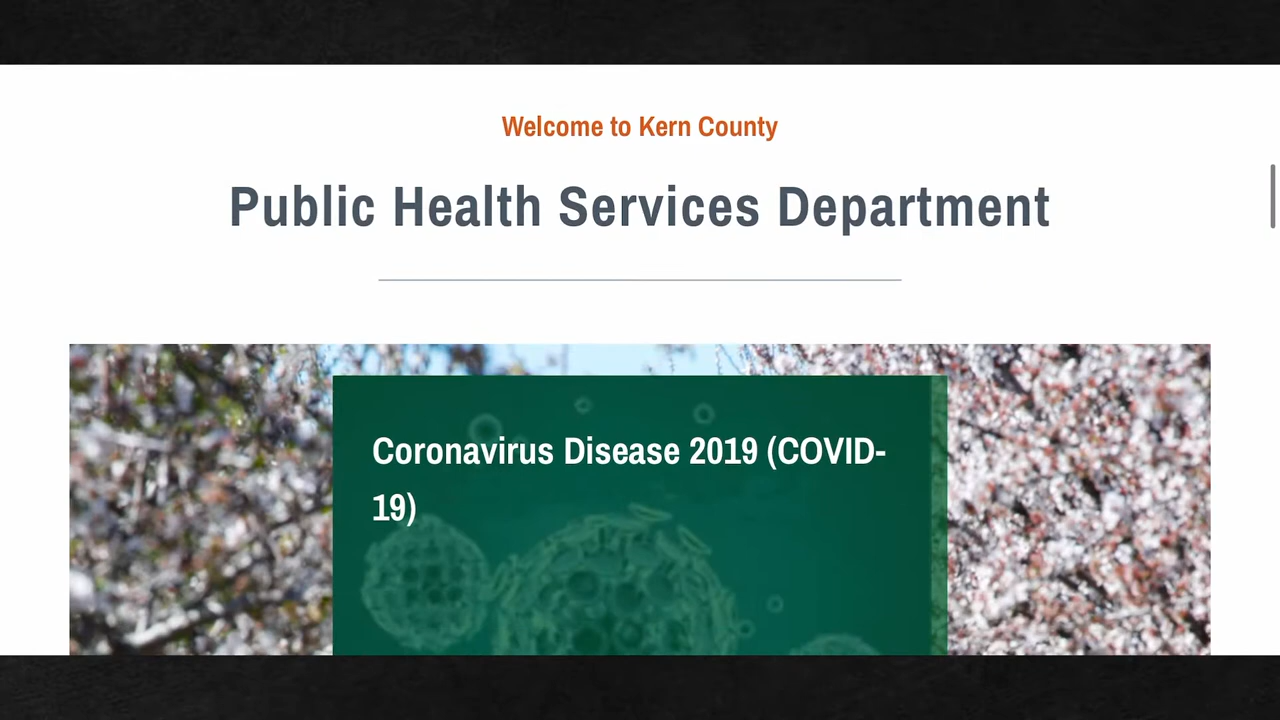 Welcome to Kern County
Public Health Services Department
Coronavirus Disease 2019 (COVID-
19)